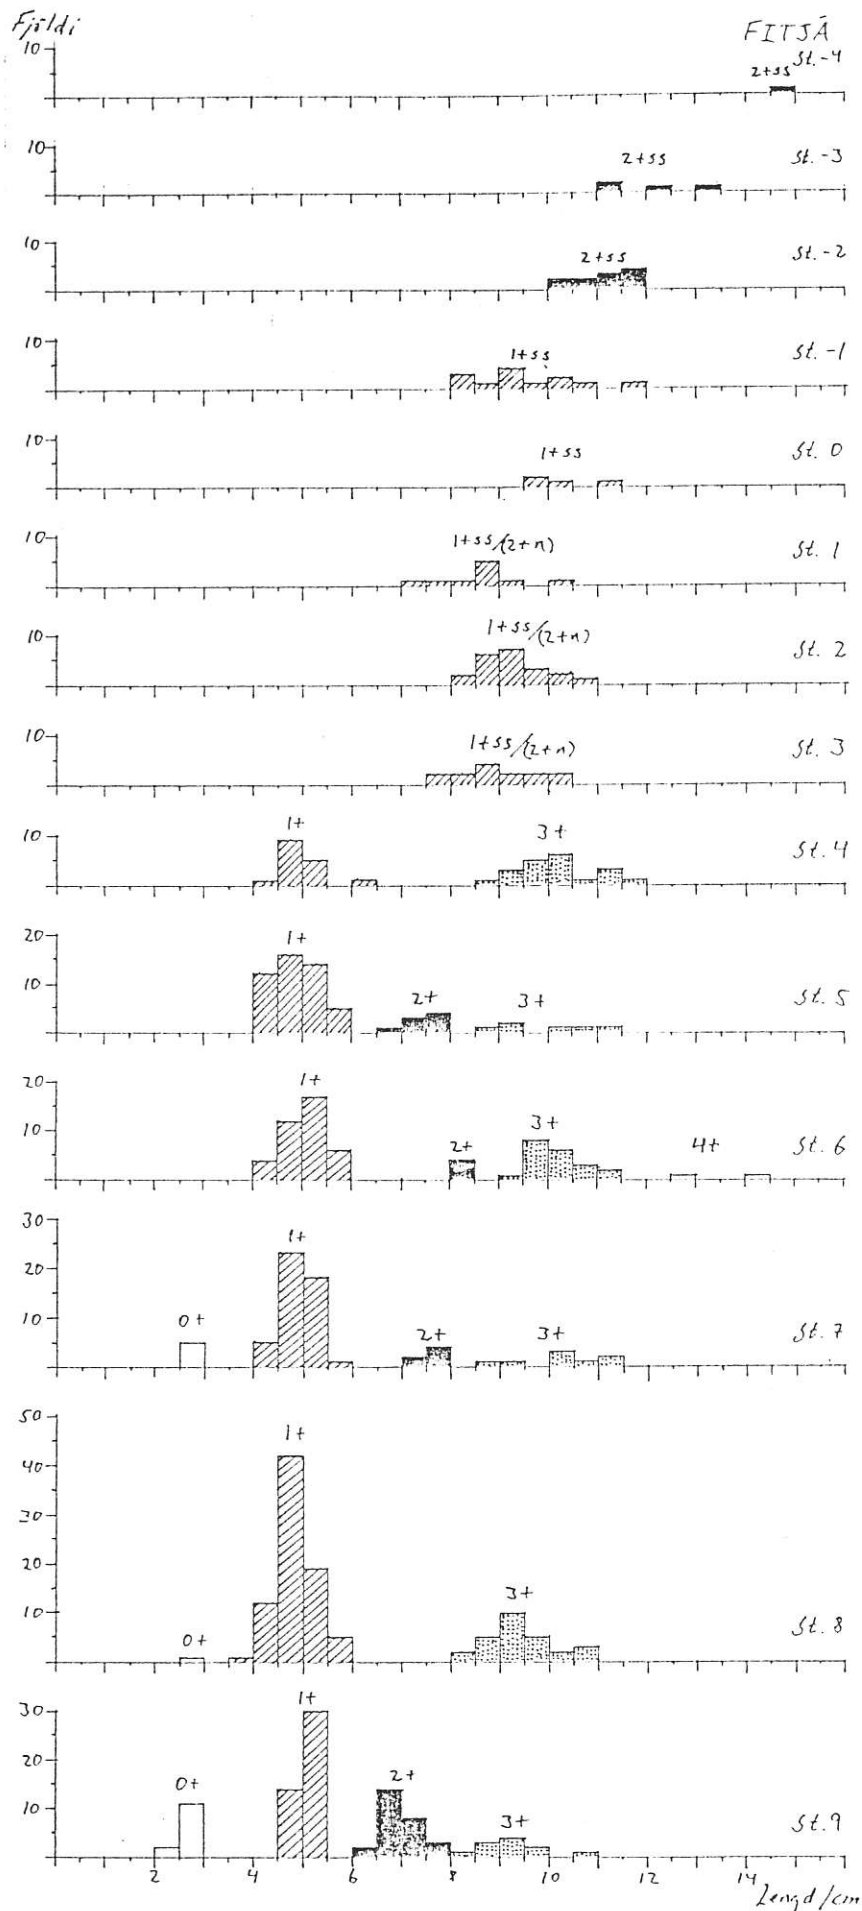 Fjöldi
FITJÁ
10
2+ss
St.-4
10
2+ss
St.-3
10
2+ss
St.-2
10
1+ss
St.-1
10
1+ss
St. 0
10
1+ss/(2+n)
St. 1
10
1+ss/(2+n)
St. 2
10
1+ss/(2+n)
St. 3
10
1+
3+
St. 4
20
10
1+
2+
3+
St. 5
20
10
1+
2+
3+
4+
St. 6
30
20
10
0+
1+
2+
3+
St. 7
50
40
30
20
10
0+
1+
3+
St. 8
30
20
10
0+
1+
2+
3+
St. 9
2 4 6 8 10 12 14
Lengd/cm